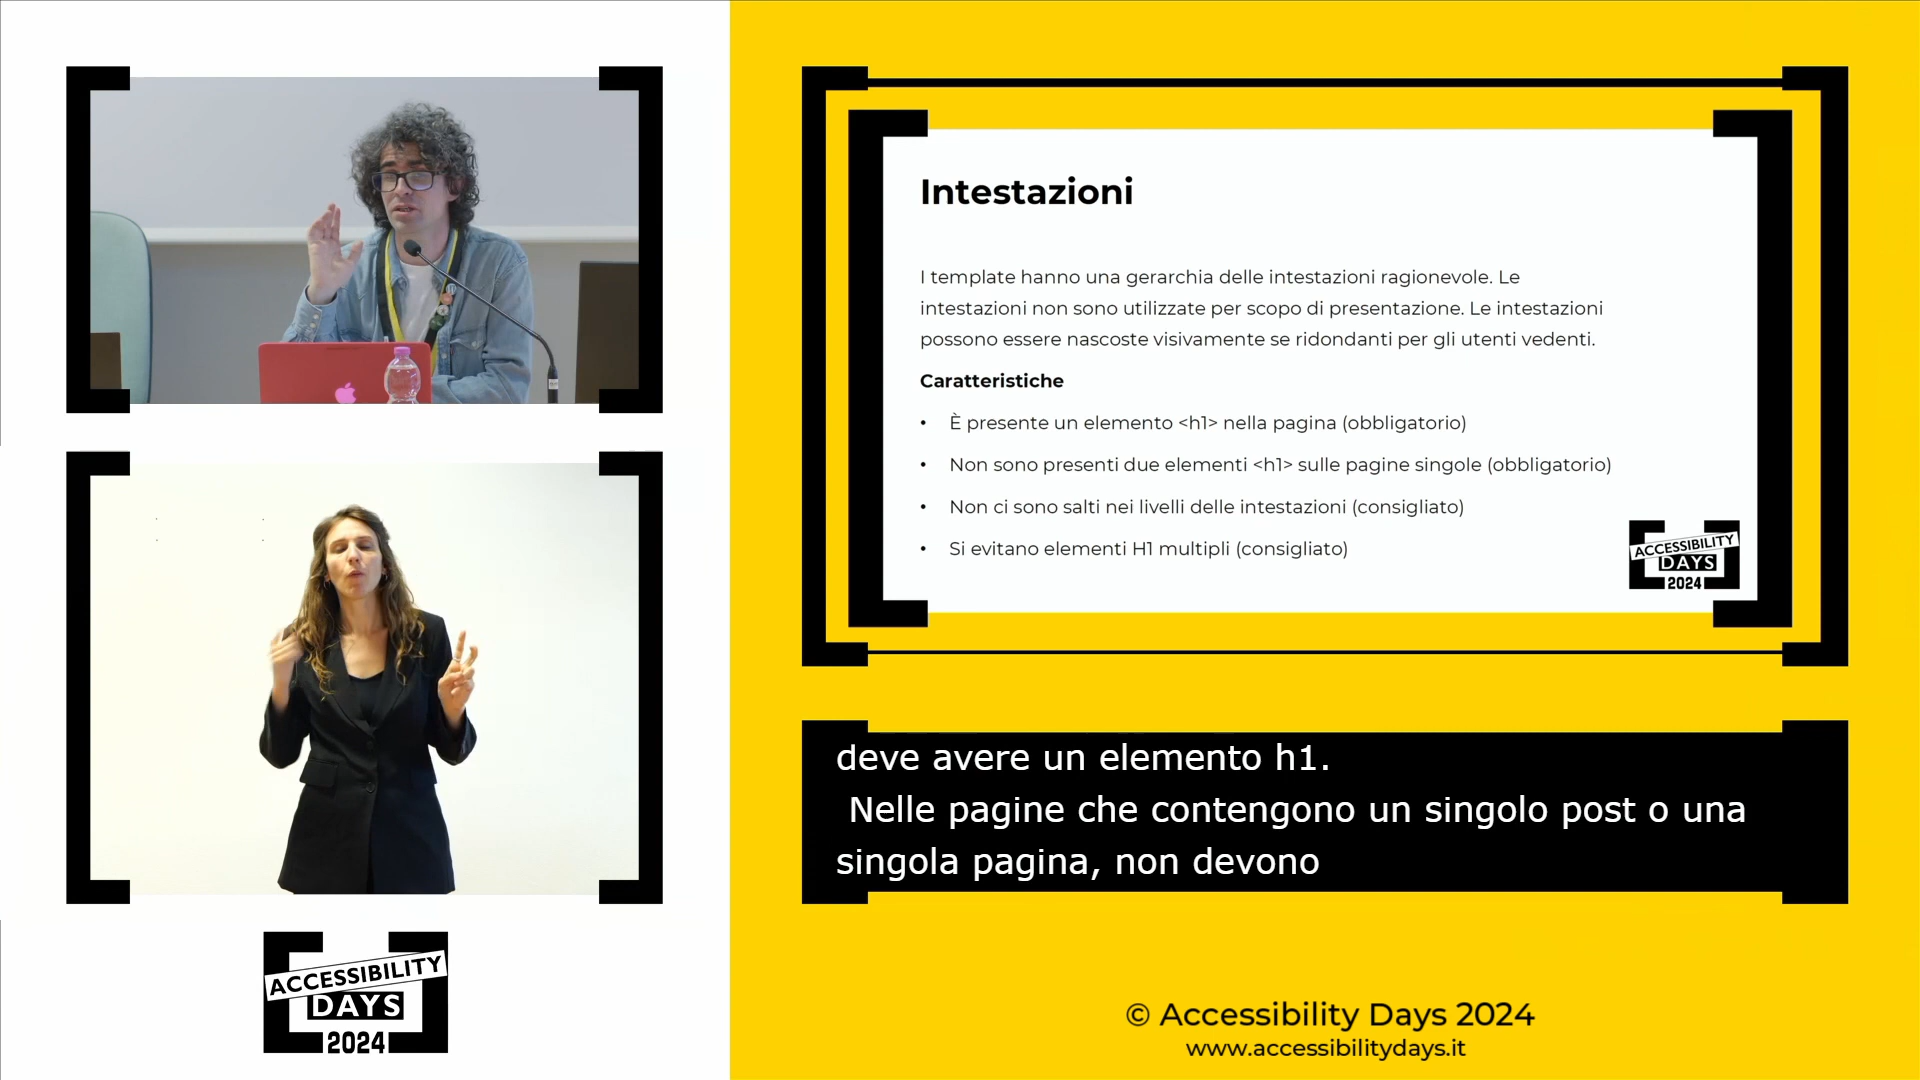 Intestazioni
I template hanno una gerarchia delle intestazioni ragionevole. Le
intestazioni non sono utilizzate per scopo di presentazione. Le intestazioni
possono essere nascoste visivamente se ridondanti per gli utenti vedenti.
Caratteristiche
• È presente un elemento <h1> nella pagina (obbligatorio)
• Non sono presenti due elementi <h1> sulle pagine singole (obbligatorio)
• Non ci sono salti nei livelli delle intestazioni (consigliato)
• Si evitano elementi H1 multipli (consigliato)
ACCESSIBILITY
DAYS
2024
deve avere un elemento h1.
Nelle pagine che contengono un singolo post o una
singola pagina, non devono
ACCESSIBILITY
DAYS
2024
© Accessibility Days 2024
www.accessibilitydays.it